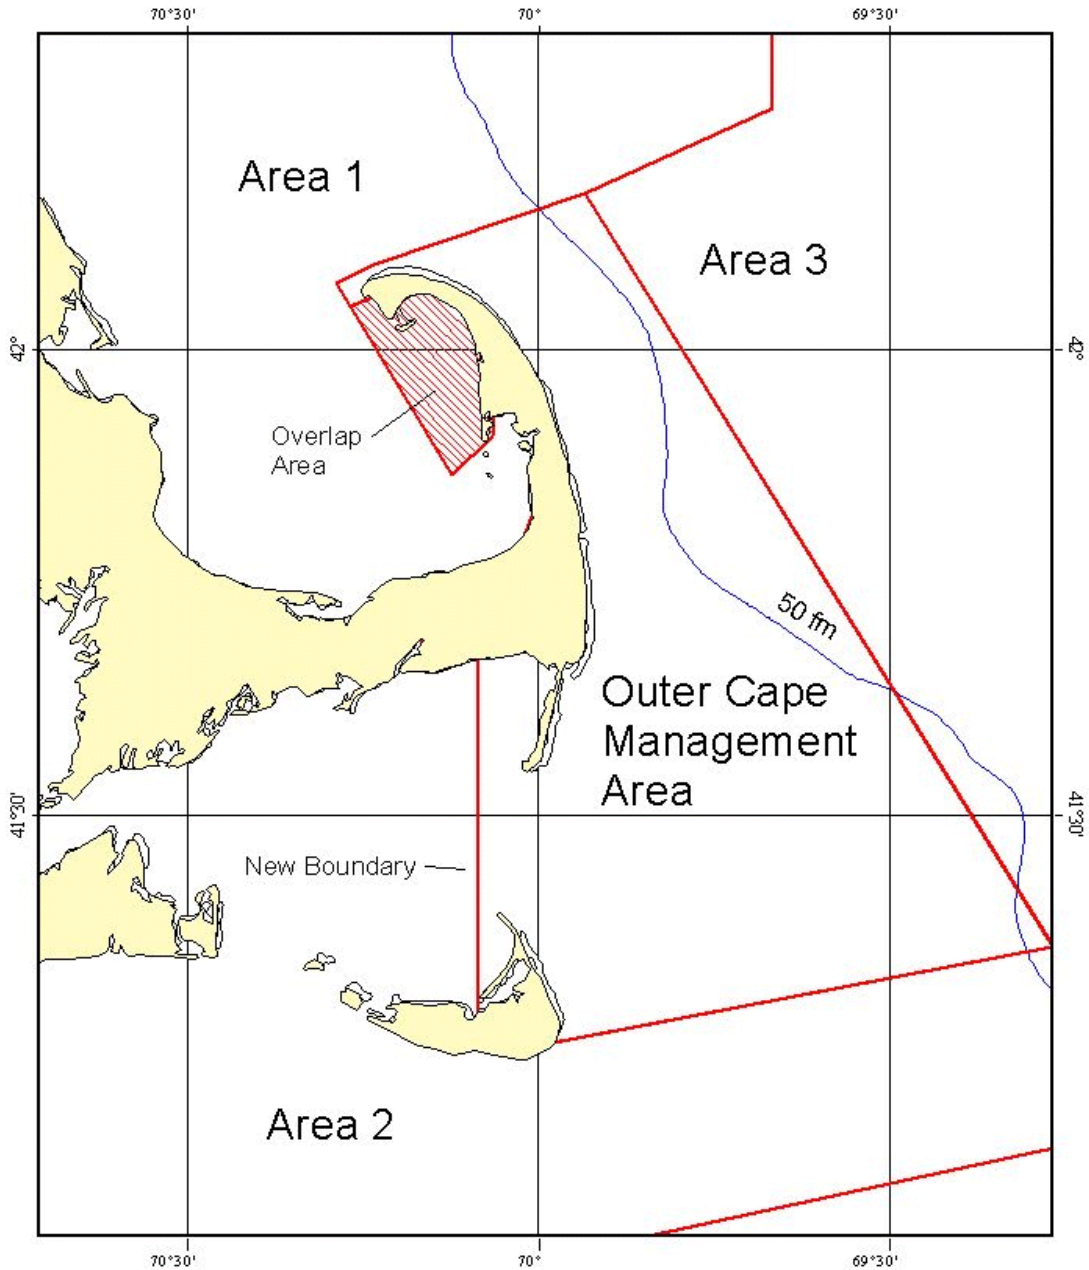 70°30'
70°
69°30'
Area 1
Area 3
42°
42°
Overlap
Area
50 fm
Outer Cape
Management
Area
41°30'
41°30'
New Boundary
Area 2
70°30'
70°
69°30'